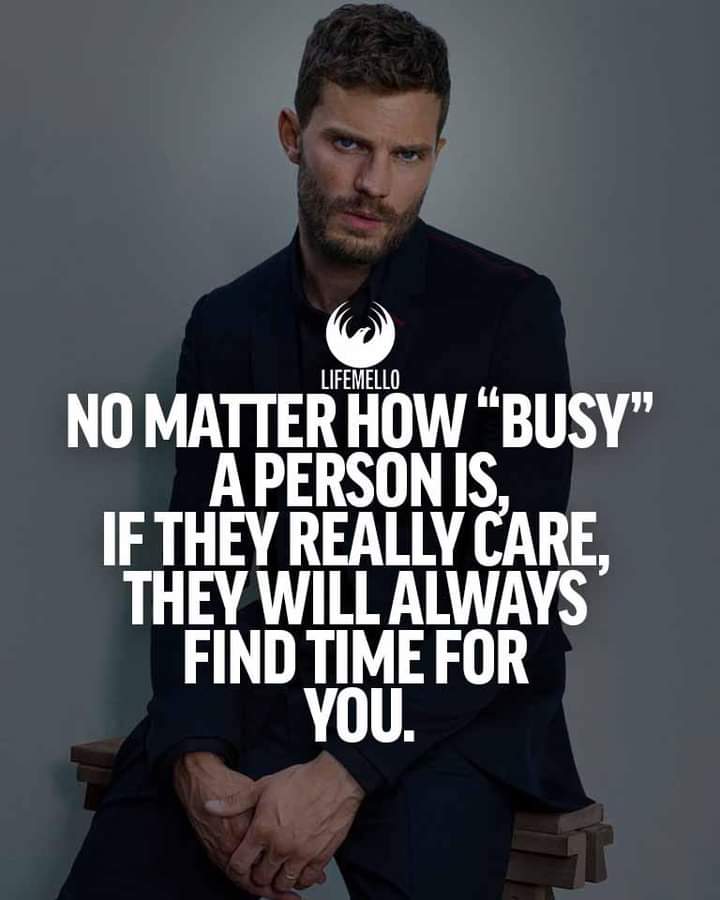 LIFEMELLO
NO MATTER HOW “BUSY”
A PERSON IS,
IF THEY REALLY CARE,
THEY WILL ALWAYS
FIND TIME FOR
YOU.